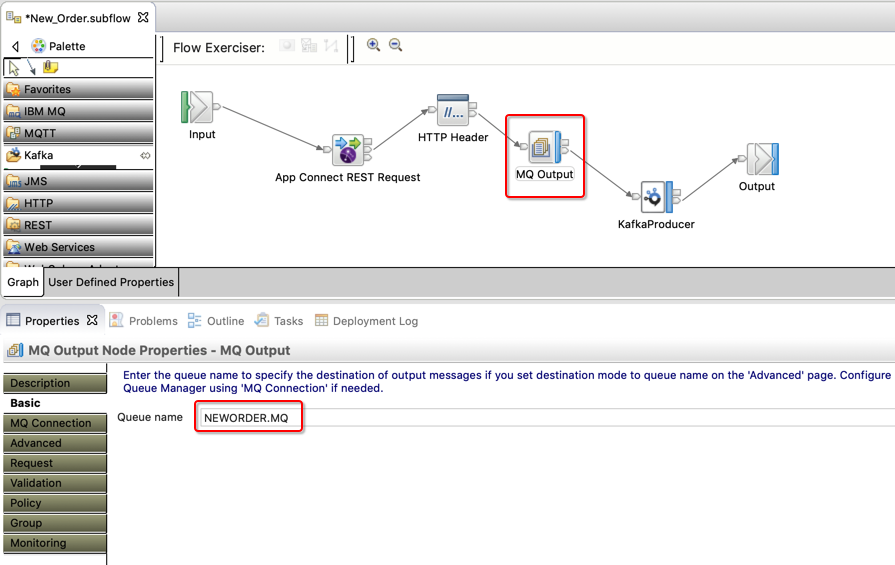 *New_Order.subflow
Palette
Flow Exerciser:
Favorites
IBM MQ
MQTT
Kafka
JMS
HTTP
REST
Web Services
Input
App Connect REST Request
HTTP Header
//...
MQ Output
KafkaProducer
Output
Graph
User Defined Properties
Properties
Problems
Outline
Tasks
Deployment Log
MQ Output Node Properties - MQ Output
Description
Basic
MQ Connection
Advanced
Request
Validation
Policy
Group
Monitoring
Enter the queue name to specify the destination of output messages if you set destination mode to queue name on the 'Advanced' page. Configure
Queue Manager using 'MQ Connection' if needed.
Queue name
NEWORDER.MQ